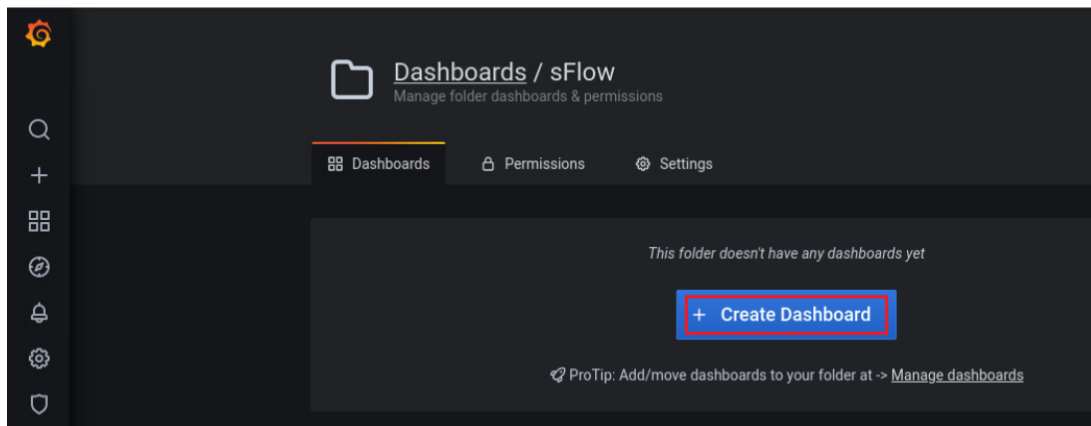 Dashboards / sFlow
Manage folder dashboards & permissions
Dashboards
Permissions
Settings
This folder doesn't have any dashboards yet
+ Create Dashboard
ProTip: Add/move dashboards to your folder at -> Manage dashboards